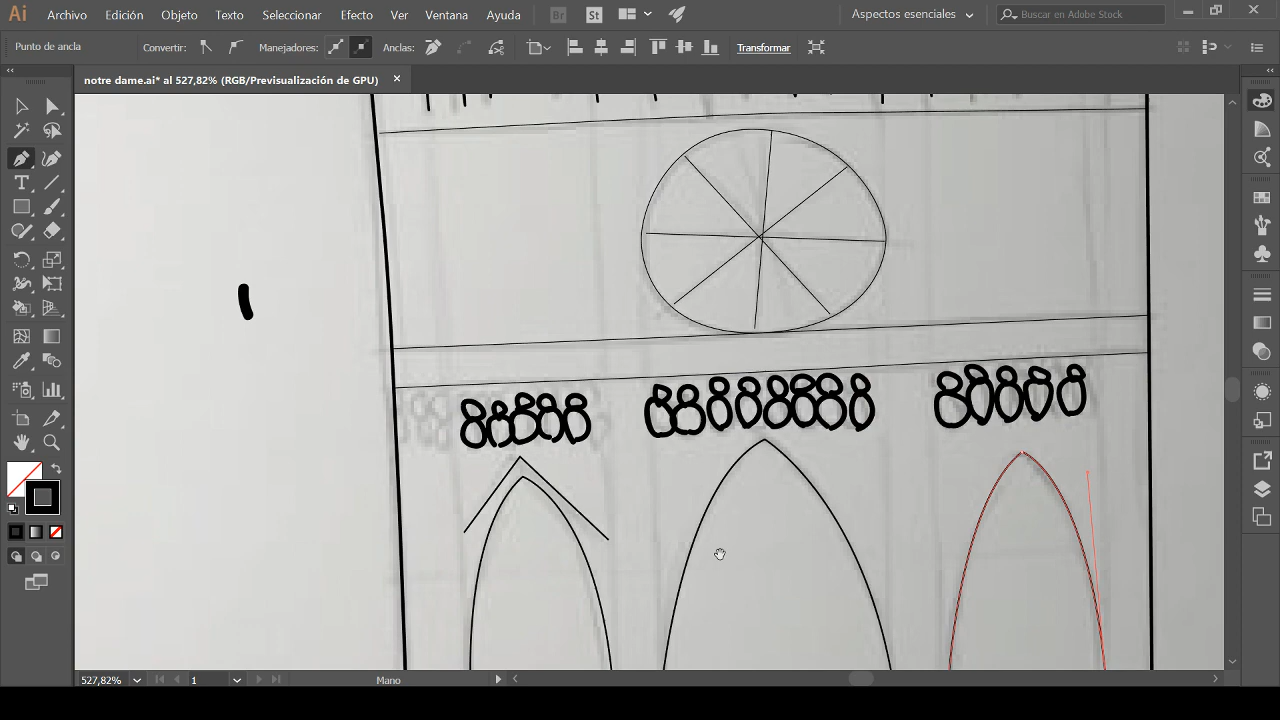 Ai Archivo Edición Objeto Texto Seleccionar Efecto Ver Ventana Ayuda Br St Aspectos esenciales Buscar en Adobe Stock
Punto de ancla Convertir: Manejadores: Anclas: Transformar
notre dame.ai* al 527,82% (RGB/Previsualización de GPU)
527,82% 1 Mano